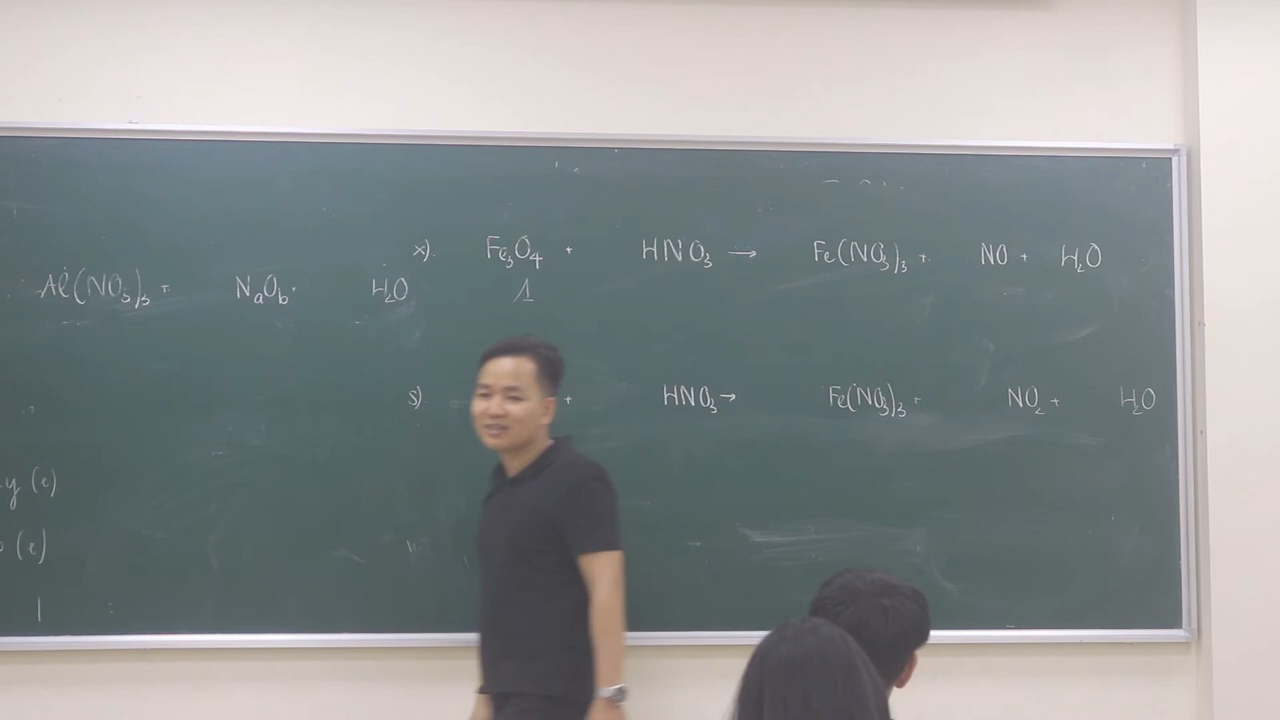 x). Fe₃O₄ + HNO₃ → Fe(NO₃)₃ + NO + H₂O
Al(NO₃)₃ + NaOb + H₂O 1
s) + HNO₃ → Fe(NO₃)₃ + NO₂ + H₂O
y (e)
(e)
1